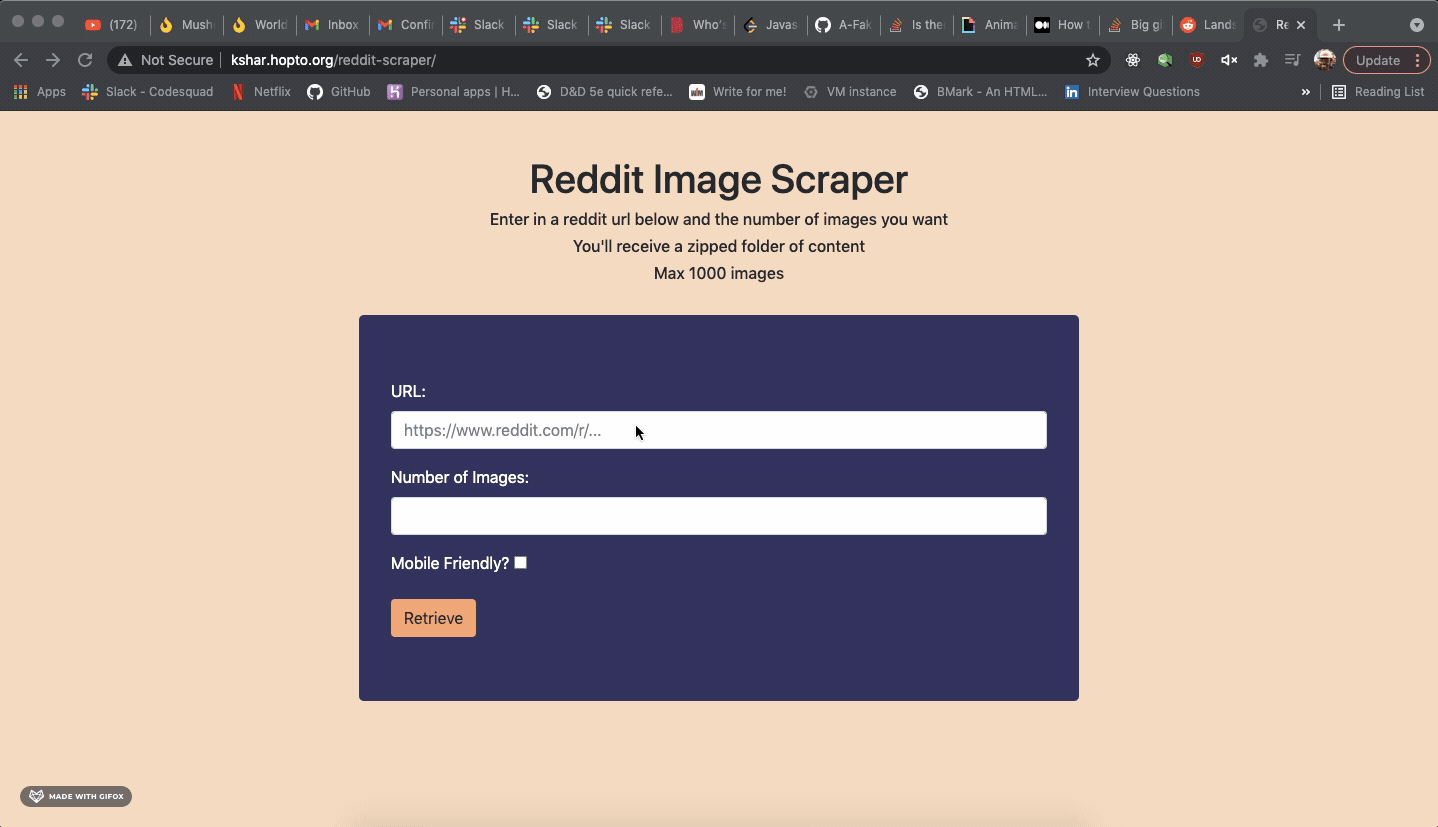 (172)
Mush
World
Inbox
Confi
Slack
Slack
Slack
Who's
Javas
A-Fak
Is the
Anima
How t
Big gi
Lands
Re
Not Secure
kshar.hopto.org/reddit-scraper/
Update
Apps
Slack - Codesquad
Netflix
GitHub
Personal apps | H...
D&D 5e quick refe...
Write for me!
VM instance
BMark - An HTML...
Interview Questions
»
Reading List
Reddit Image Scraper
Enter in a reddit url below and the number of images you want
You'll receive a zipped folder of content
Max 1000 images
URL:
https://www.reddit.com/r/...
Number of Images:
Mobile Friendly?
Retrieve
MADE WITH GIFOX